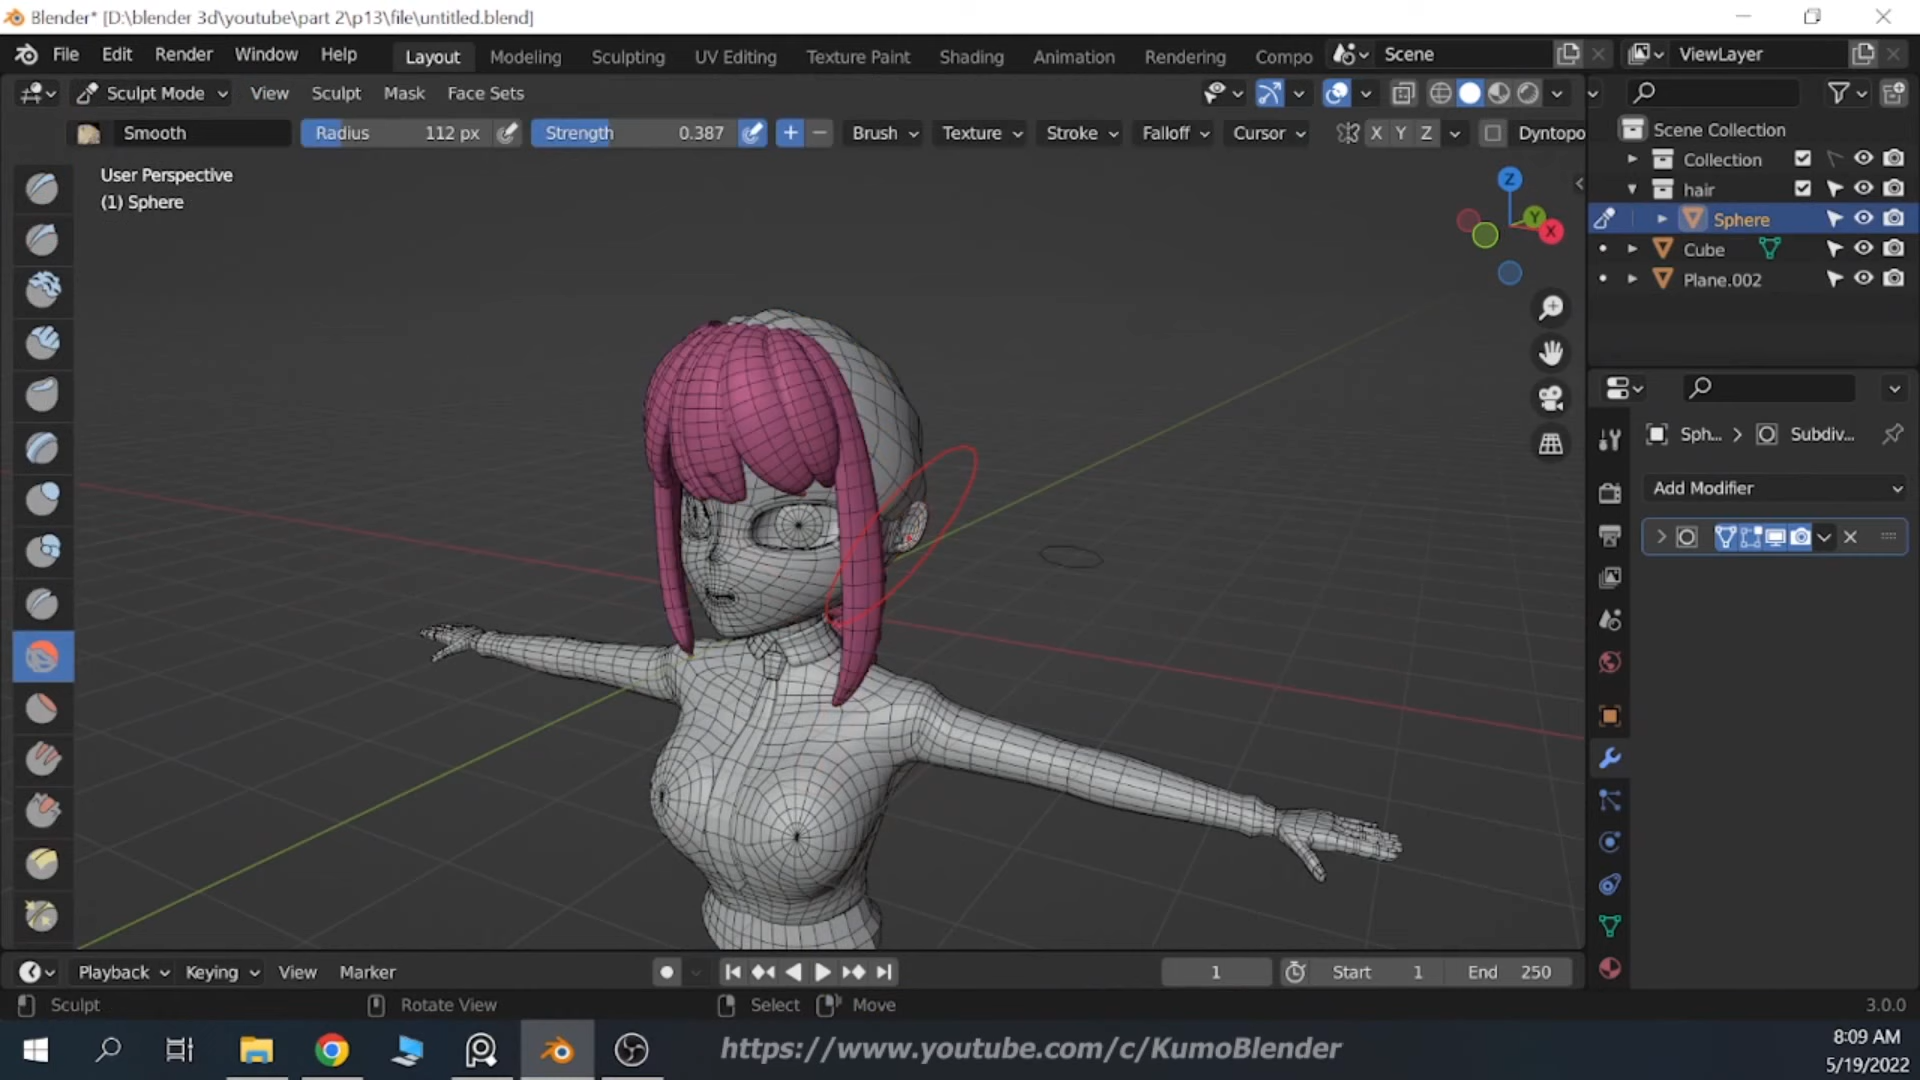 Blender* [D:\blender 3d\youtube\part 2\p13\file\untitled.blend]
File Edit Render Window Help Layout Modeling Sculpting UV Editing Texture Paint Shading Animation Rendering Compo Scene ViewLayer
Sculpt Mode View Sculpt Mask Face Sets
Smooth Radius 112 px Strength 0.387 Brush Texture Stroke Falloff Cursor X Y Z Dyntopo
User Perspective
(1) Sphere
Z
Y
X
Scene Collection
Collection
hair
Sphere
Cube
Plane.002
Sph... Subdiv...
Add Modifier
Playback Keying View Marker 1 Start 1 End 250
Sculpt Rotate View Select Move 3.0.0
https://www.youtube.com/c/KumoBlender
8:09 AM
5/19/2022